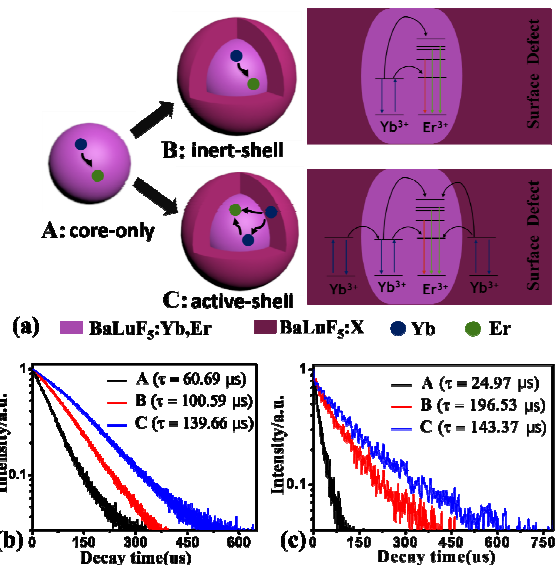 B: inert-shell
A: core-only
C: active-shell
Yb³⁺ Er³⁺
Surface Defect
Yb³⁺ Yb³⁺ Er³⁺ Yb³⁺
Surface Defect
(a) BaLuF₅:Yb,Er BaLuF₅:X Yb Er
1
0.1
Intensity/a.u.
A (τ = 60.69 μs)
B (τ = 100.59 μs)
C (τ = 139.66 μs)
0 150 300 450 600
(b) Decay time(us)
1
0.1
Intensity/a.u.
A (τ = 24.97 μs)
B (τ = 196.53 μs)
C (τ = 143.37 μs)
0 150 300 450 600 750
(c) Decay time(us)